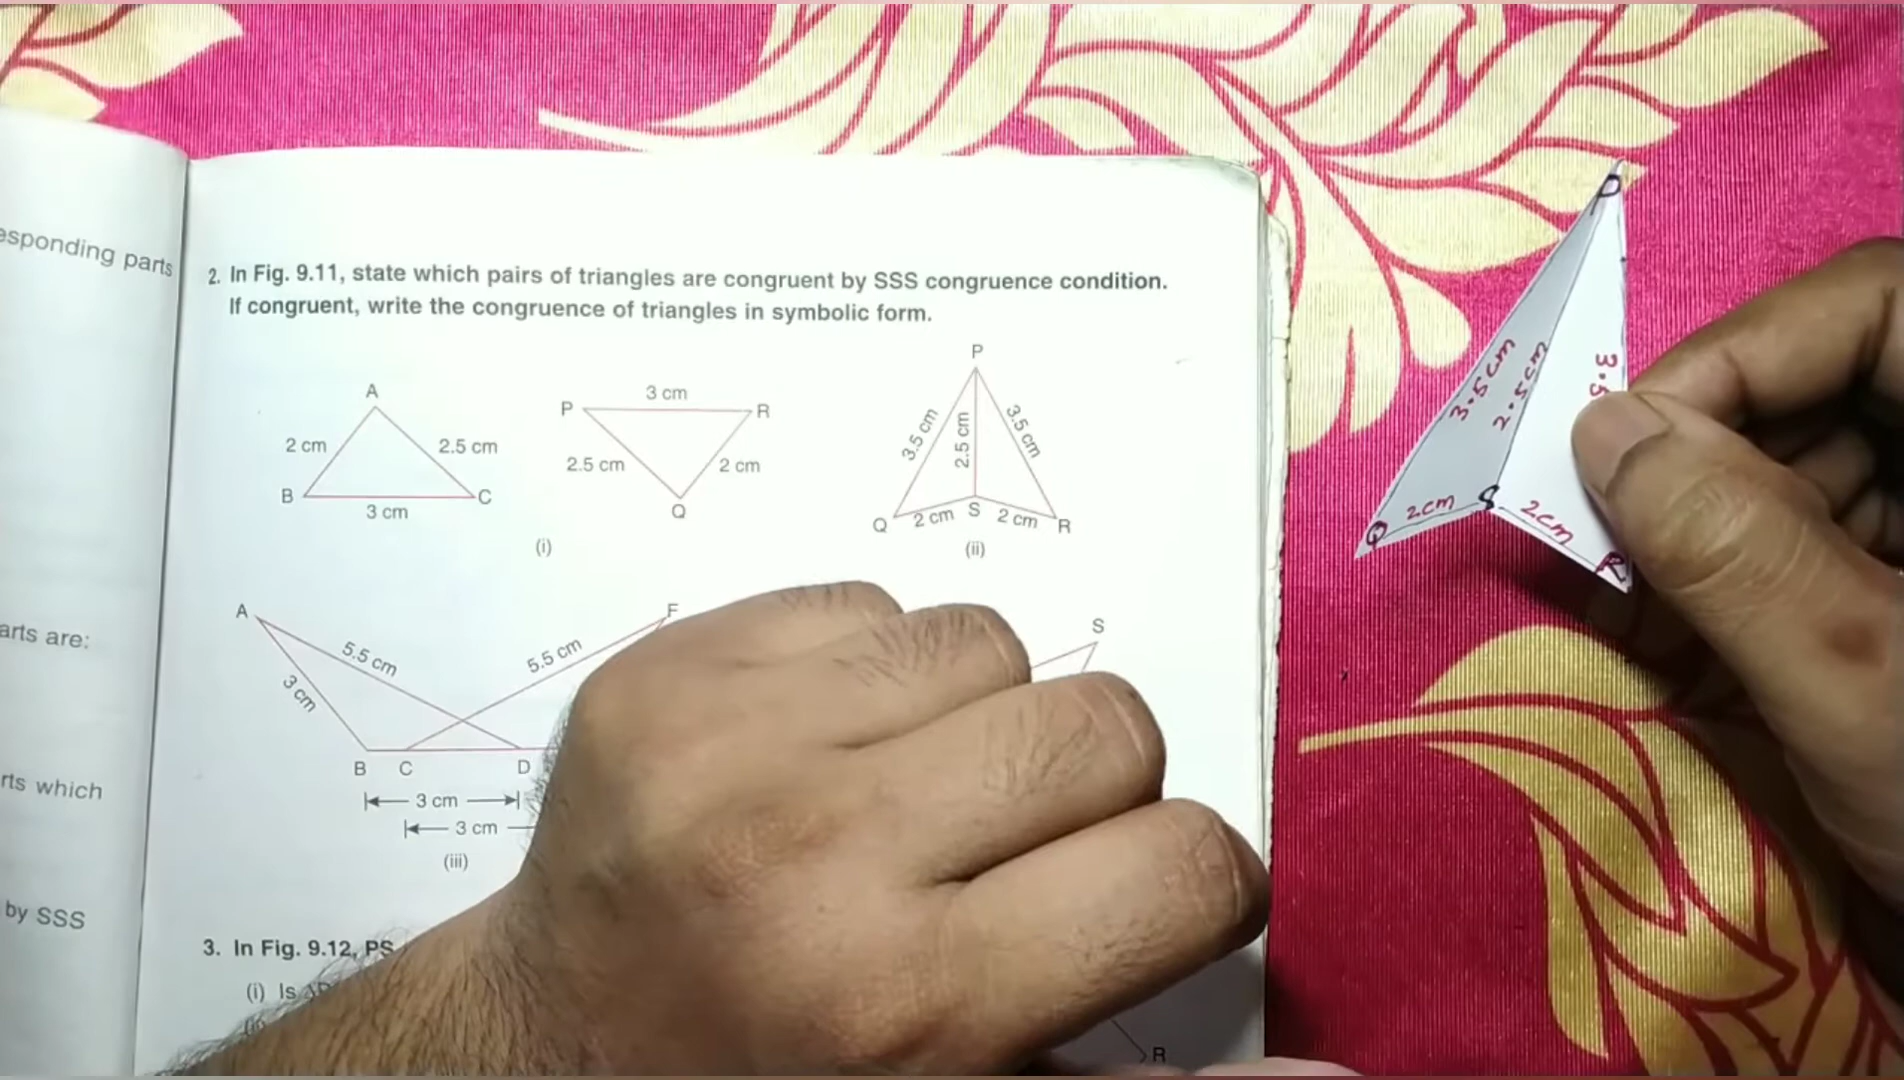 esponding parts
arts are:
rts which
by SSS
2. In Fig. 9.11, state which pairs of triangles are congruent by SSS congruence condition.
If congruent, write the congruence of triangles in symbolic form.
A
2 cm
2.5 cm
B
C
3 cm
P
3 cm
R
2.5 cm
2 cm
Q
(i)
P
3.5 cm
2.5 cm
3.5 cm
Q
2 cm
S
2 cm
R
(ii)
A
5.5 cm
3 cm
F
5.5 cm
B C D
3 cm
3 cm
(iii)
S
3. In Fig. 9.12, PS
(i) Is
R
P
3.5cm
2.5cm
3.5
Q
2cm
S
2cm
R